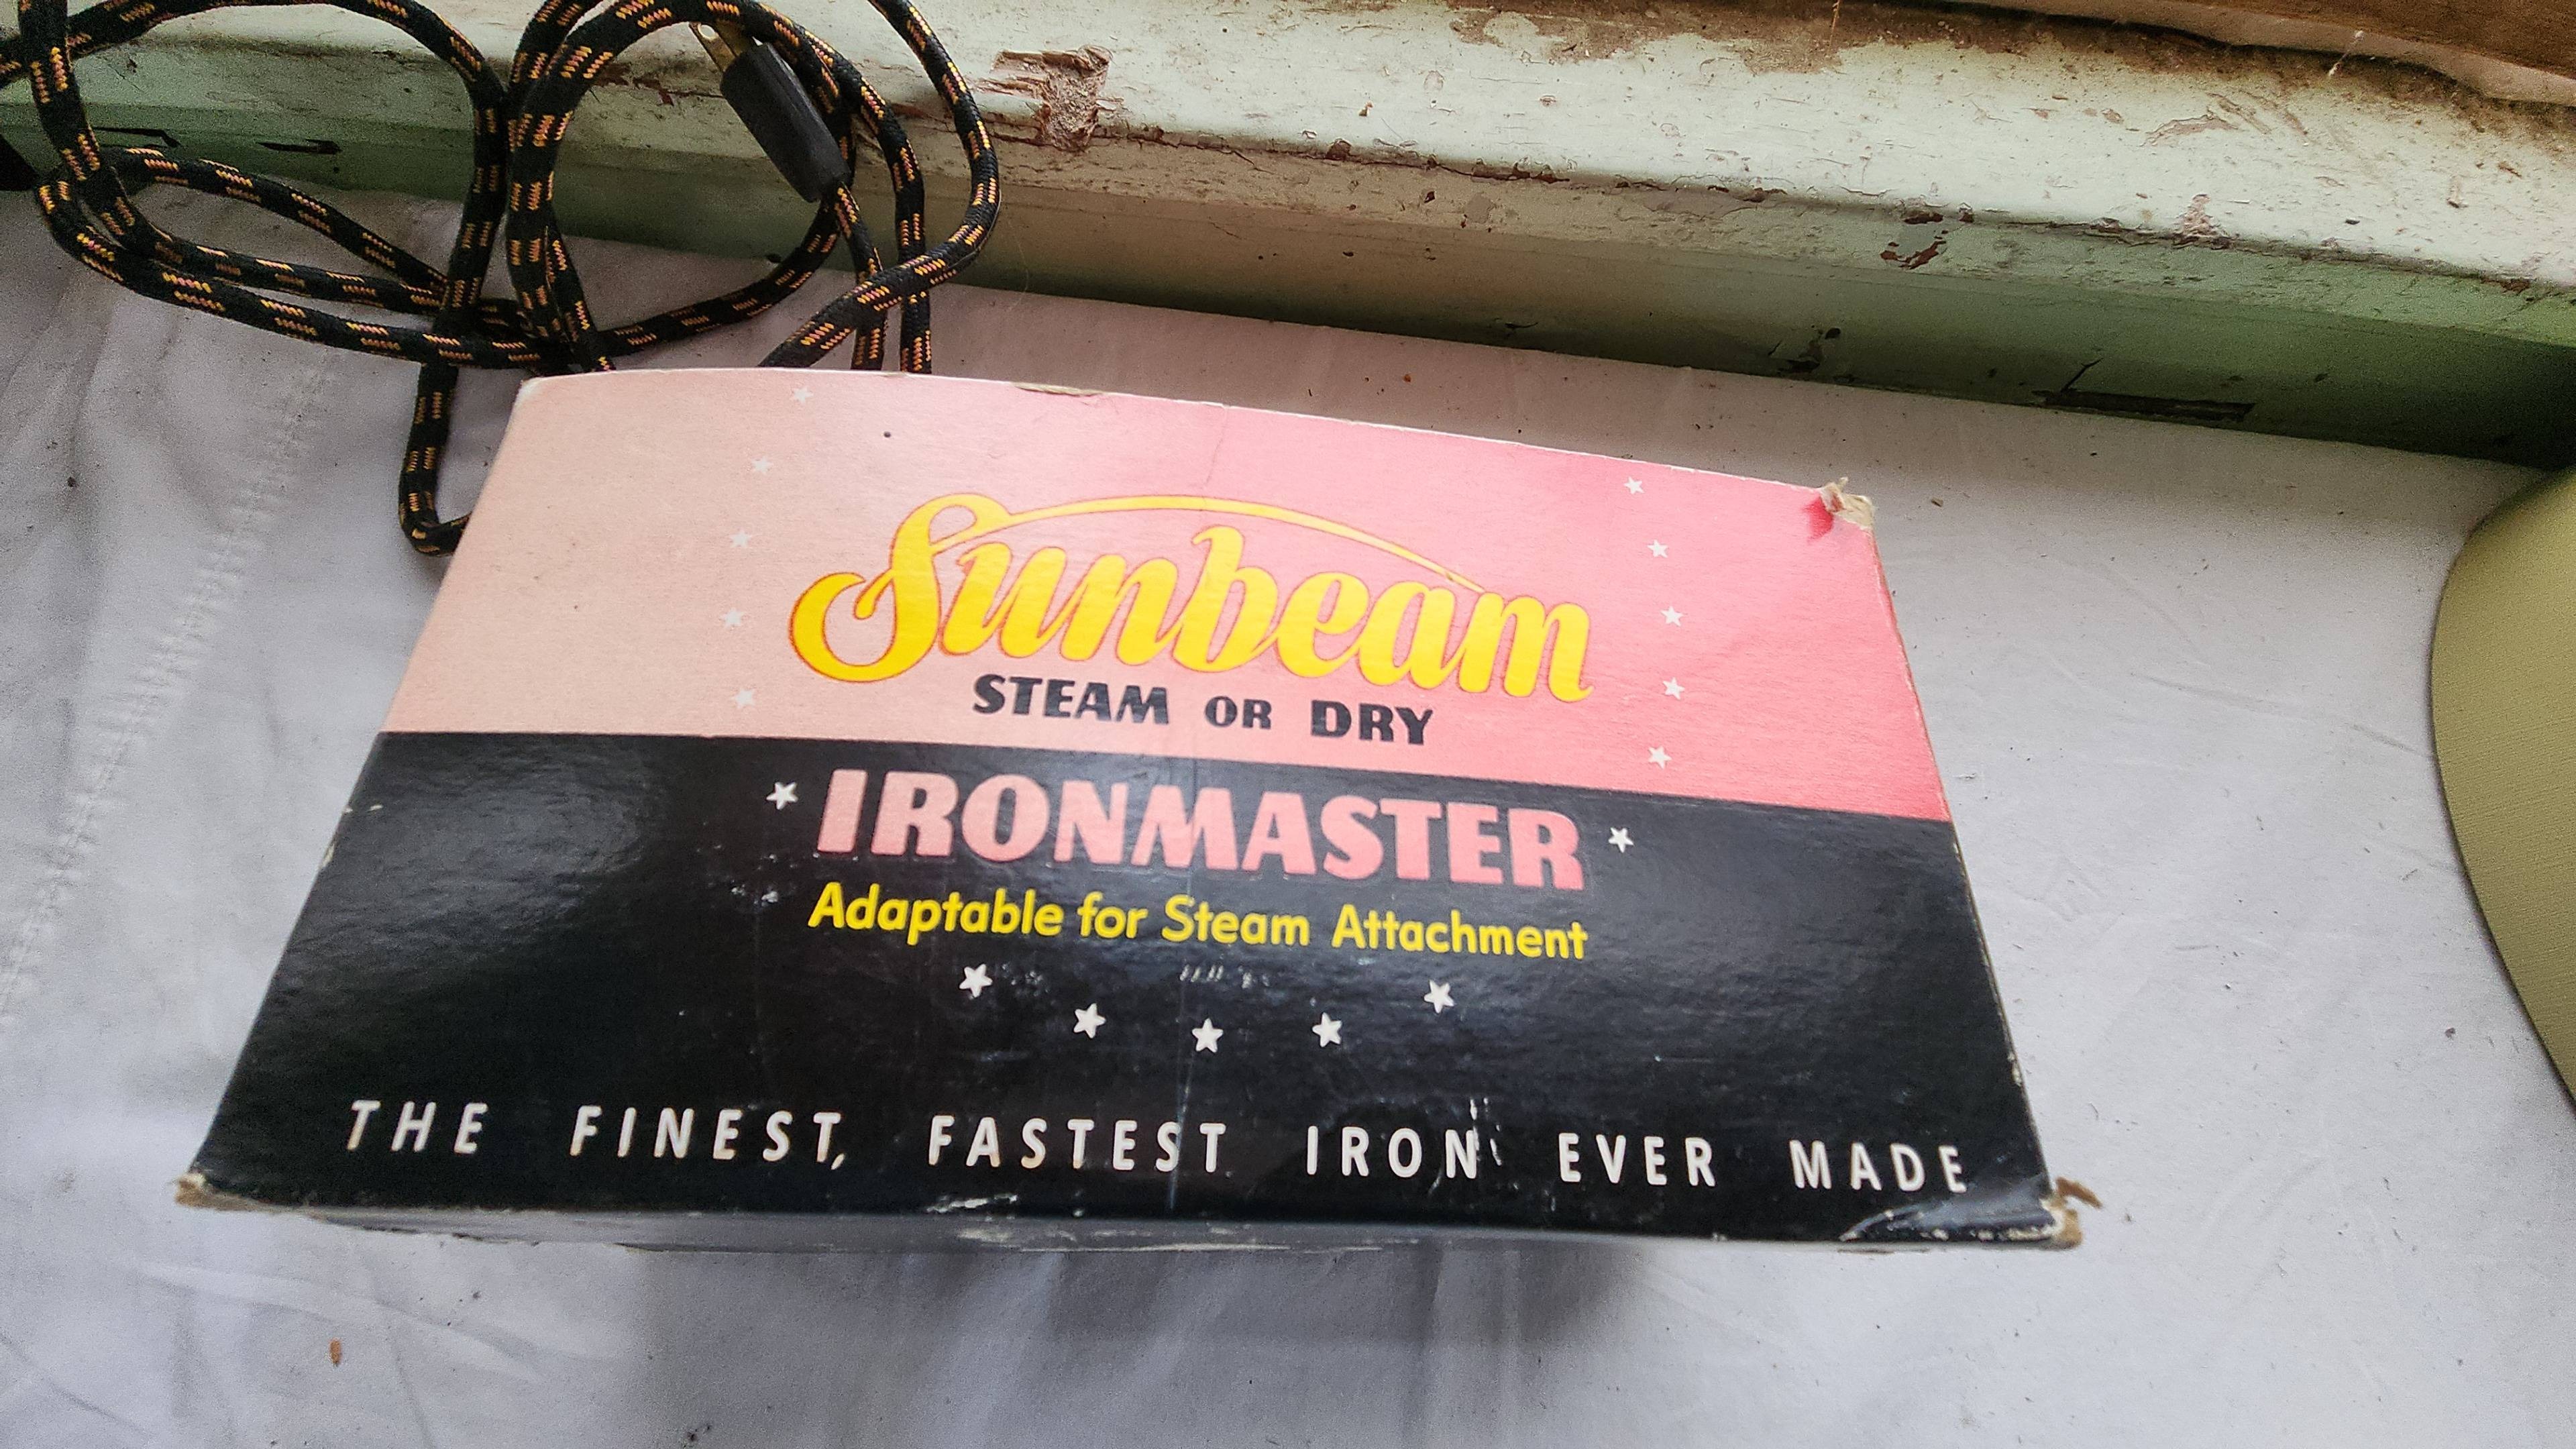 Sunbeam
STEAM OR DRY
IRONMASTER
Adaptable for Steam Attachment
THE FINEST, FASTEST IRON EVER MADE